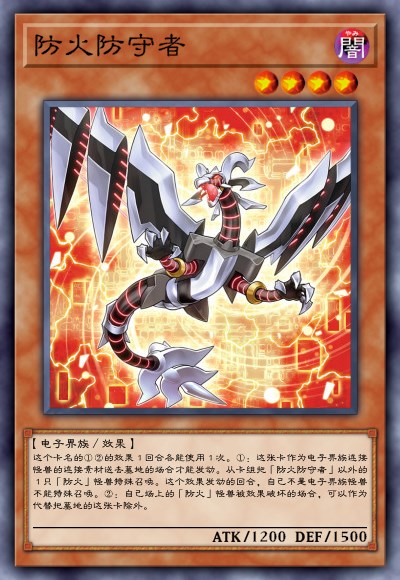 防火防守者
やみ
闇
【电子界族／效果】
这个卡名的①②的效果1回合各能使用1次。①：这张卡作为电子界族连接
怪兽的连接素材送去墓地的场合才能发动。从卡组把「防火防守者」以外的
1只「防火」怪兽特殊召唤。这个效果发动的回合，自己不是电子界族怪兽
不能特殊召唤。②：自己场上的「防火」怪兽被效果破坏的场合，可以作为
代替把墓地的这张卡除外。
ATK/1200 DEF/1500